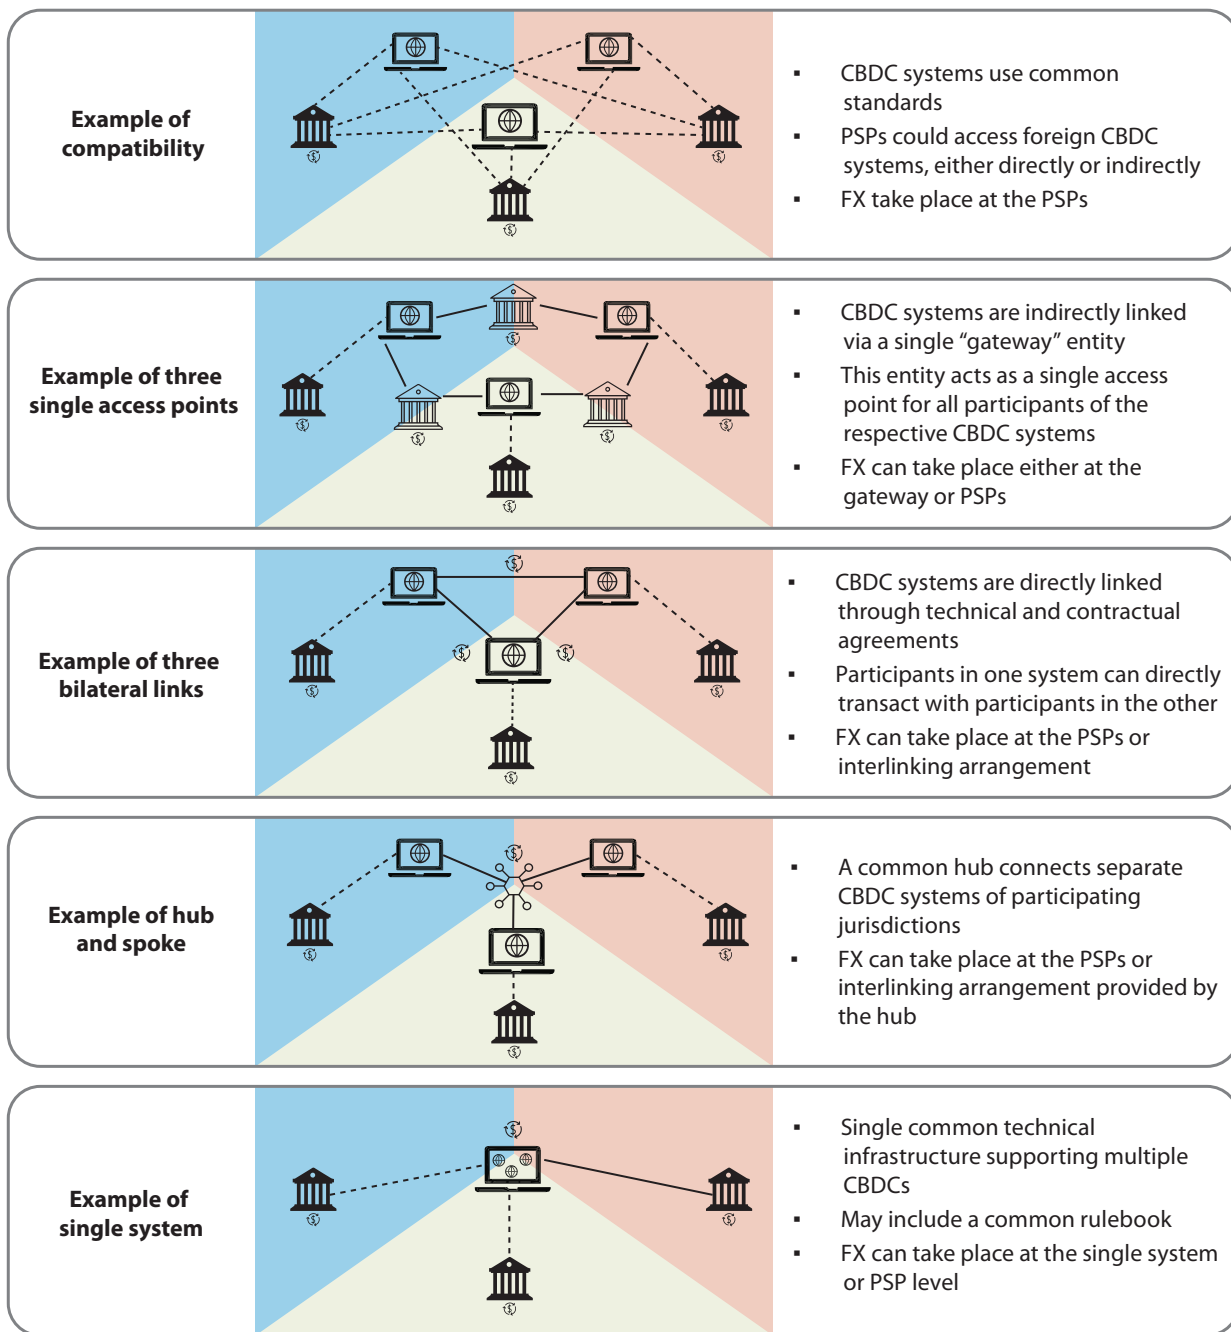 Example of
compatibility
▪ CBDC systems use common
standards
▪ PSPs could access foreign CBDC
systems, either directly or indirectly
▪ FX take place at the PSPs
Example of three
single access points
▪ CBDC systems are indirectly linked
via a single “gateway” entity
▪ This entity acts as a single access
point for all participants of the
respective CBDC systems
▪ FX can take place either at the
gateway or PSPs
Example of three
bilateral links
▪ CBDC systems are directly linked
through technical and contractual
agreements
▪ Participants in one system can directly
transact with participants in the other
▪ FX can take place at the PSPs or
interlinking arrangement
Example of hub
and spoke
▪ A common hub connects separate
CBDC systems of participating
jurisdictions
▪ FX can take place at the PSPs or
interlinking arrangement provided by
the hub
Example of
single system
▪ Single common technical
infrastructure supporting multiple
CBDCs
▪ May include a common rulebook
▪ FX can take place at the single system
or PSP level